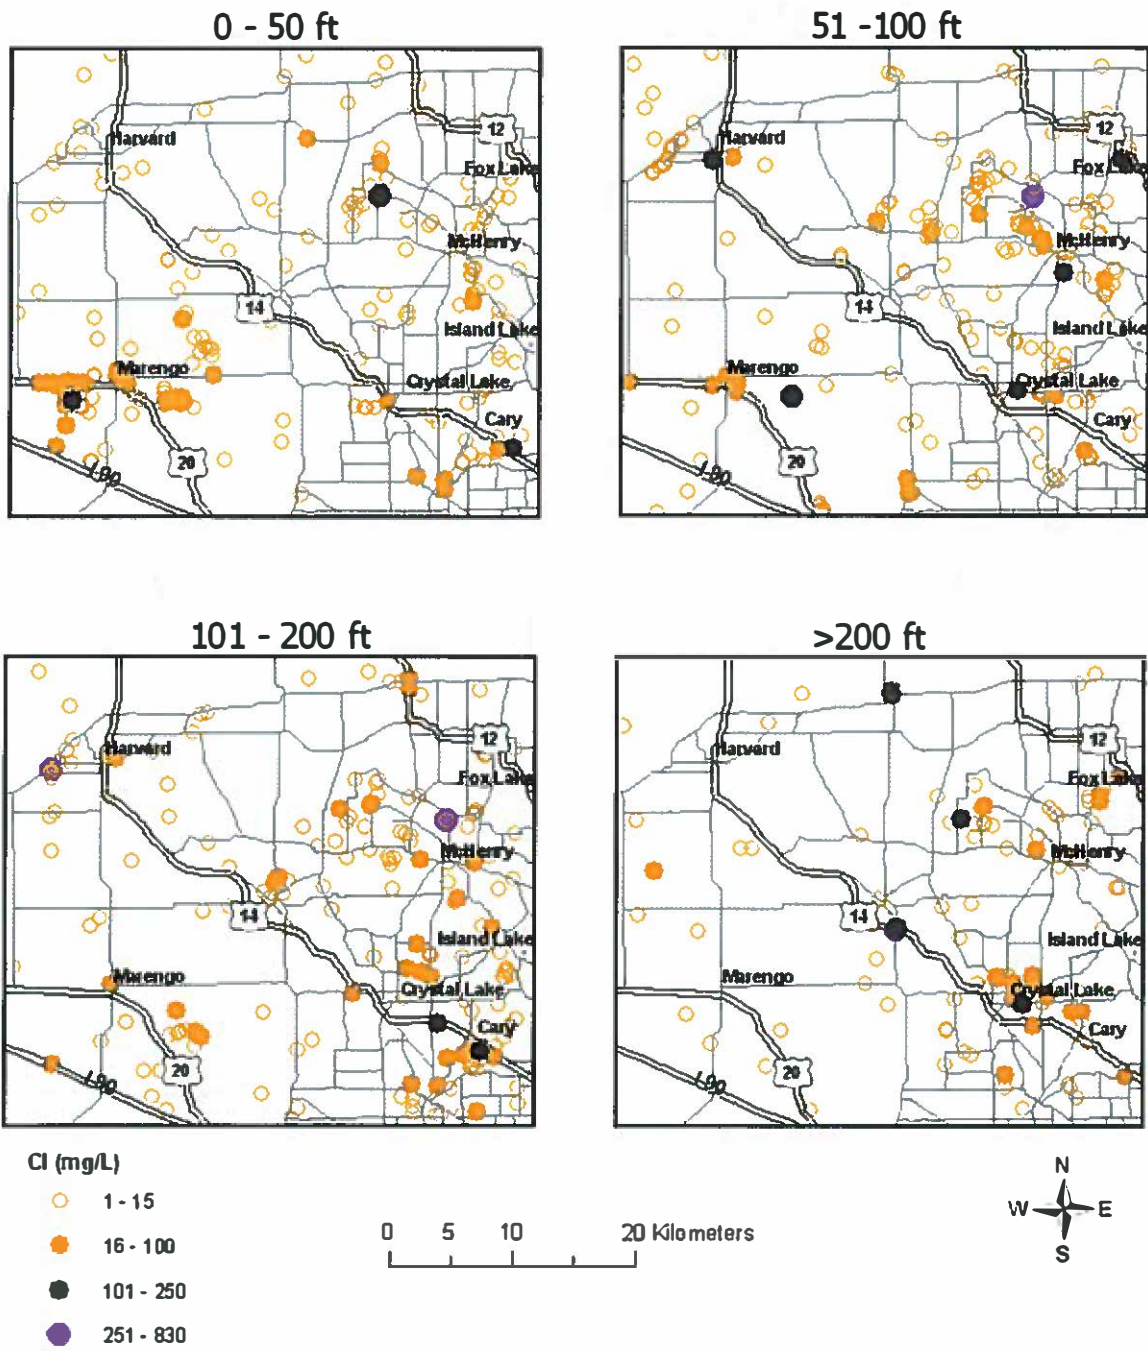 0 - 50 ft
51 -100 ft
Harvard
12
Fox Lake
McHenry
14
Island Lake
Marengo
Crystal Lake
Cary
20
I-90
Harvard
12
Fox Lake
McHenry
14
Island Lake
Marengo
Crystal Lake
Cary
20
I-90
101 - 200 ft
>200 ft
Harvard
12
Fox Lake
McHenry
14
Island Lake
Marengo
Crystal Lake
Cary
20
I-90
Harvard
12
Fox Lake
McHenry
14
Island Lake
Marengo
Crystal Lake
Cary
20
I-90
Cl (mg/L)
1 - 15
16 - 100
101 - 250
251 - 830
0 5 10 20 Kilometers
N
W E
S